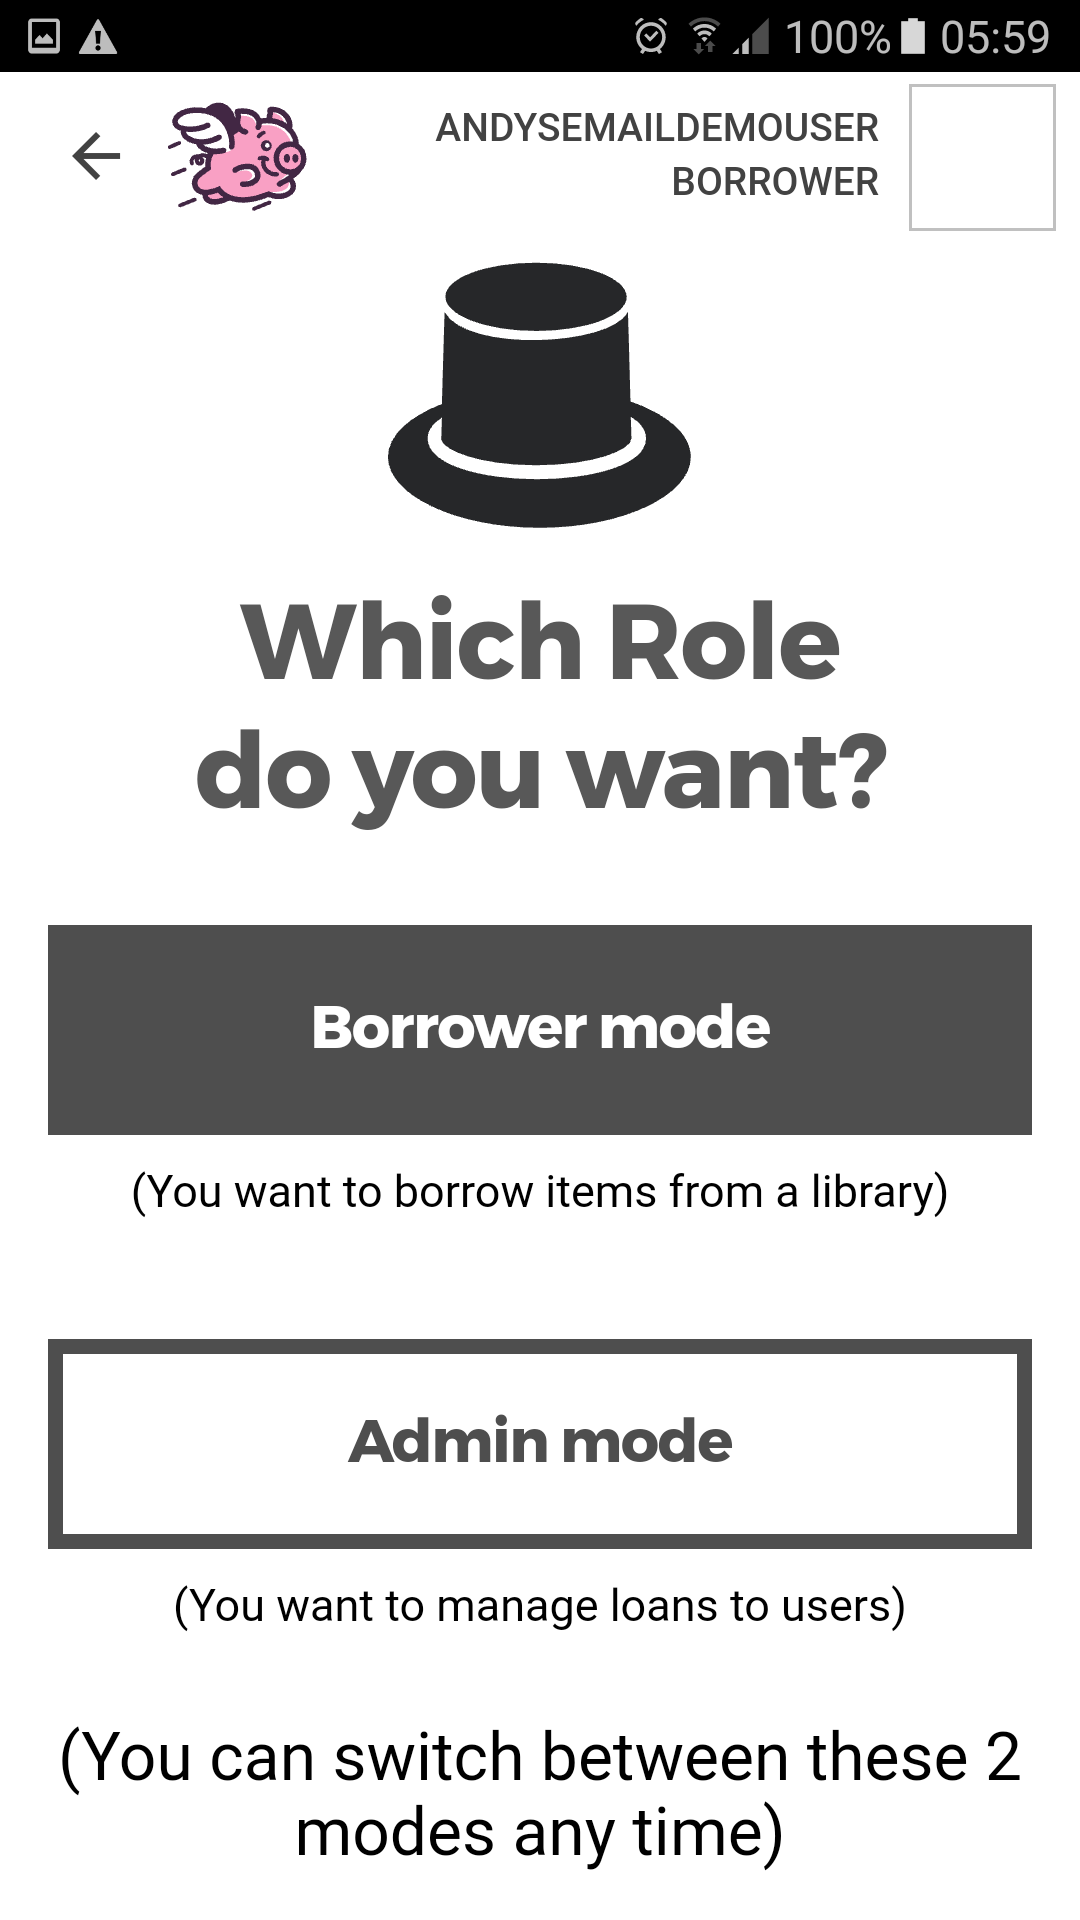 100% 05:59
ANDYSEMAILDEMOUSER
BORROWER
Which Role
do you want?
Borrower mode
(You want to borrow items from a library)
Admin mode
(You want to manage loans to users)
(You can switch between these 2
modes any time)